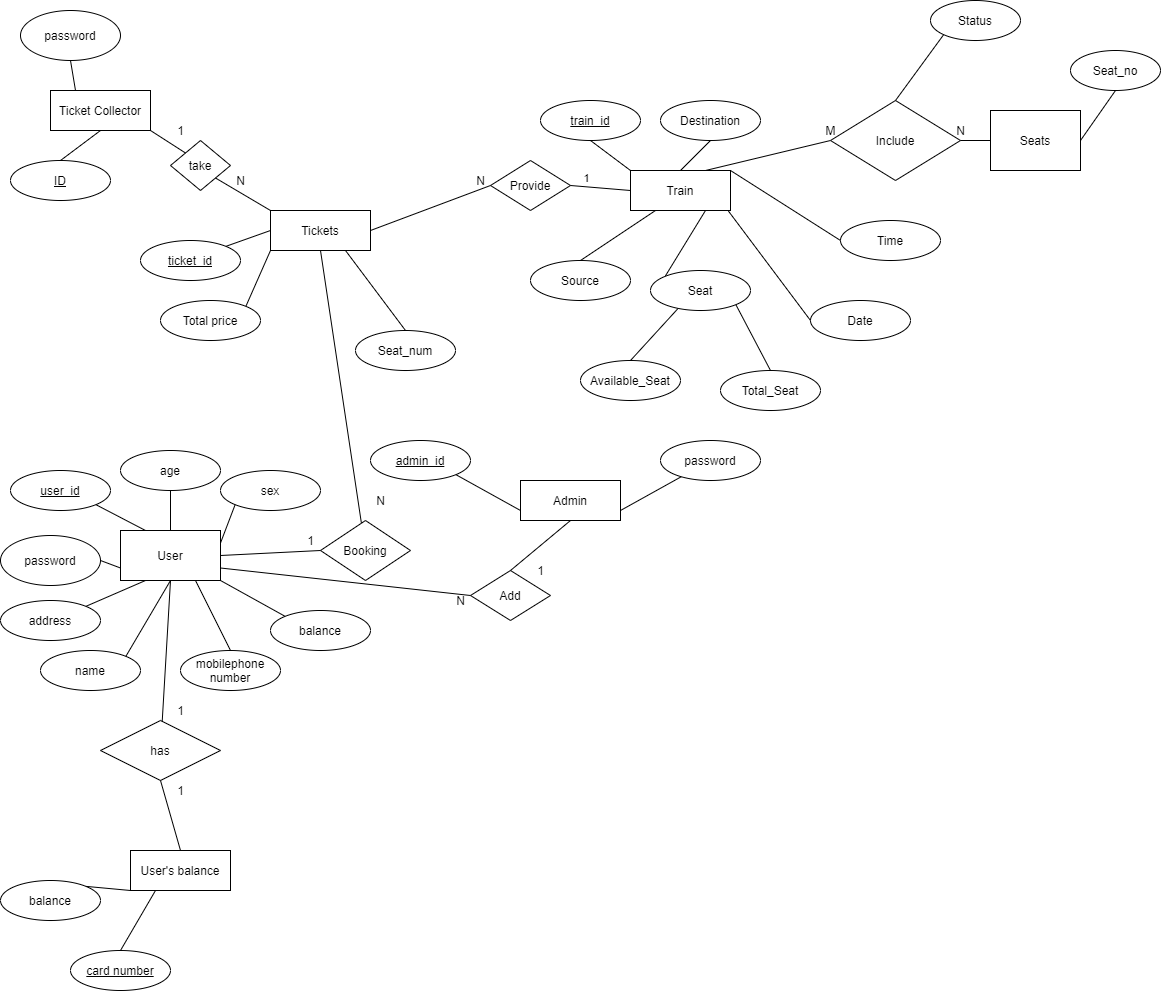 Status
password
Seat_no
Ticket Collector
train_id
Destination
1
M
Include
N
Seats
take
ID
N
N
Provide
1
Train
Tickets
Time
ticket_id
Source
Seat
Total price
Date
Seat_num
Available_Seat
Total_Seat
admin_id
password
age
user_id
sex
N
Admin
1
User
Booking
password
1
Add
N
address
balance
name
mobilephone
number
1
has
1
User's balance
balance
card number